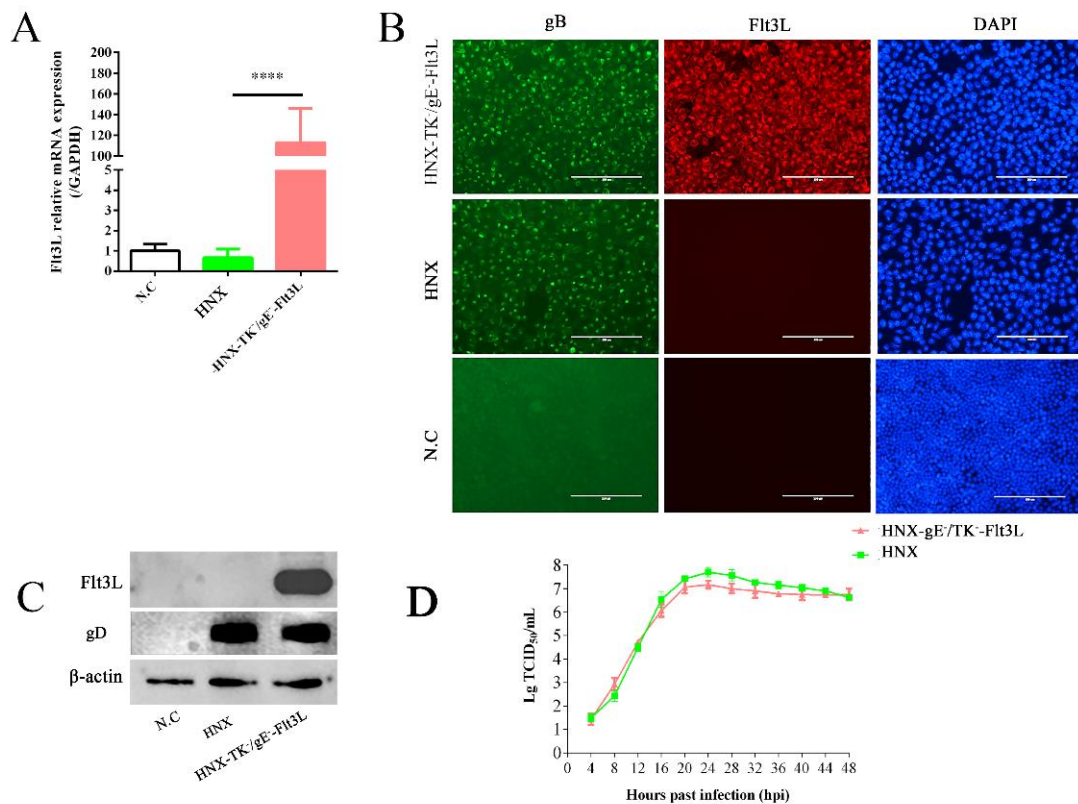 A
Flt3L relative mRNA expression
(/GAPDH)
200
180
160
140
120
100
5
4
3
2
1
0
****
N.C
HNX
-HNX-TK-/gE--Flt3L
B
gB
Flt3L
DAPI
HNX-TK-/gE--Flt3L
HNX
N.C
C
Flt3L
gD
β-actin
N.C
HNX
HNX-TK-/gE--Flt3L
D
HNX-gE-/TK--Flt3L
HNX
Lg TCID50/mL
8
7
6
5
4
3
2
1
0
0 4 8 12 16 20 24 28 32 36 40 44 48
Hours past infection (hpi)